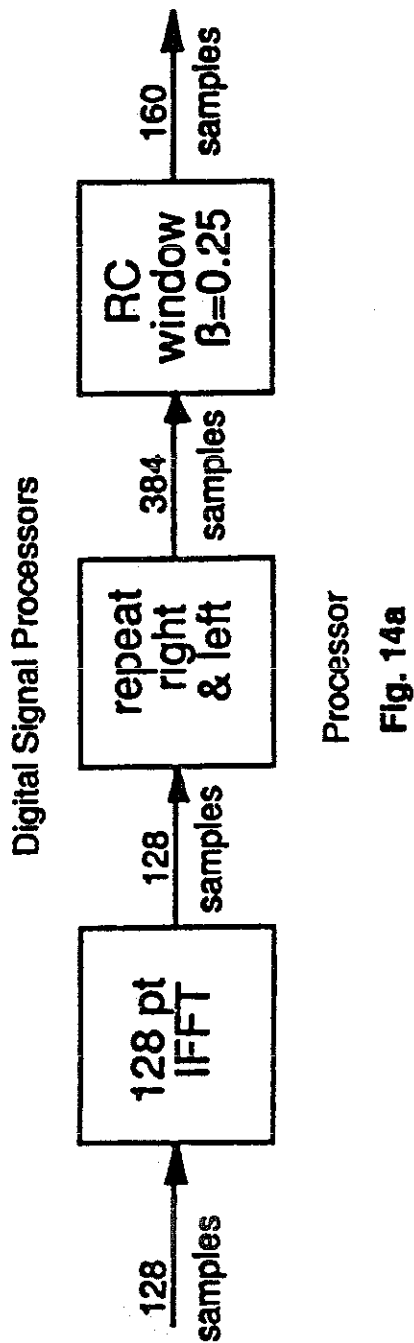 Digital Signal Processors
128
samples
128 pt
IFFT
128
samples
repeat
right
& left
384
samples
RC
window
β=0.25
160
samples
Processor
Fig. 14a